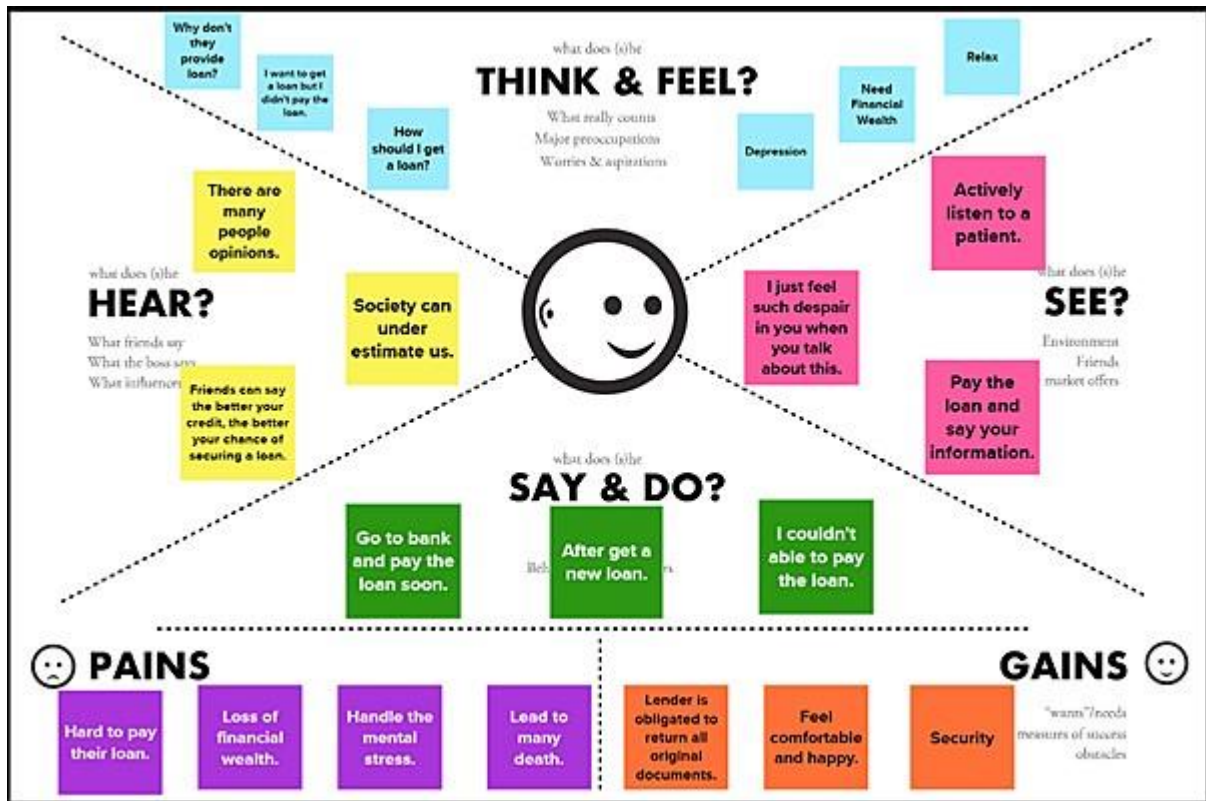 what does (s)he
THINK & FEEL?
What really counts
Major preoccupations
Worries & aspirations
Why don't
they
provide
loan?
I want to get
a loan but I
didn't pay the
loan.
How
should I get
a loan?
Depression
Need
Financial
Wealth
Relax
what does (s)he
HEAR?
What friends say
What the boss says
What influence
There are
many
people
opinions.
Society can
under
estimate us.
Friends can say
the better your
credit, the better
your chance of
securing a loan.
what does (s)he
SEE?
Environment
Friends
market offers
Actively
listen to a
patient.
I just feel
such despair
in you when
you talk
about this.
Pay the
loan and
say your
information.
what does (s)he
SAY & DO?
Go to bank
and pay the
loan soon.
After get a
new loan.
I couldn't
able to pay
the loan.
PAINS
Hard to pay
their loan.
Loss of
financial
wealth.
Handle the
mental
stress.
Lead to
many
death.
GAINS
"wants"/needs
measures of success
obstacles
Lender is
obligated to
return all
original
documents.
Feel
comfortable
and happy.
Security